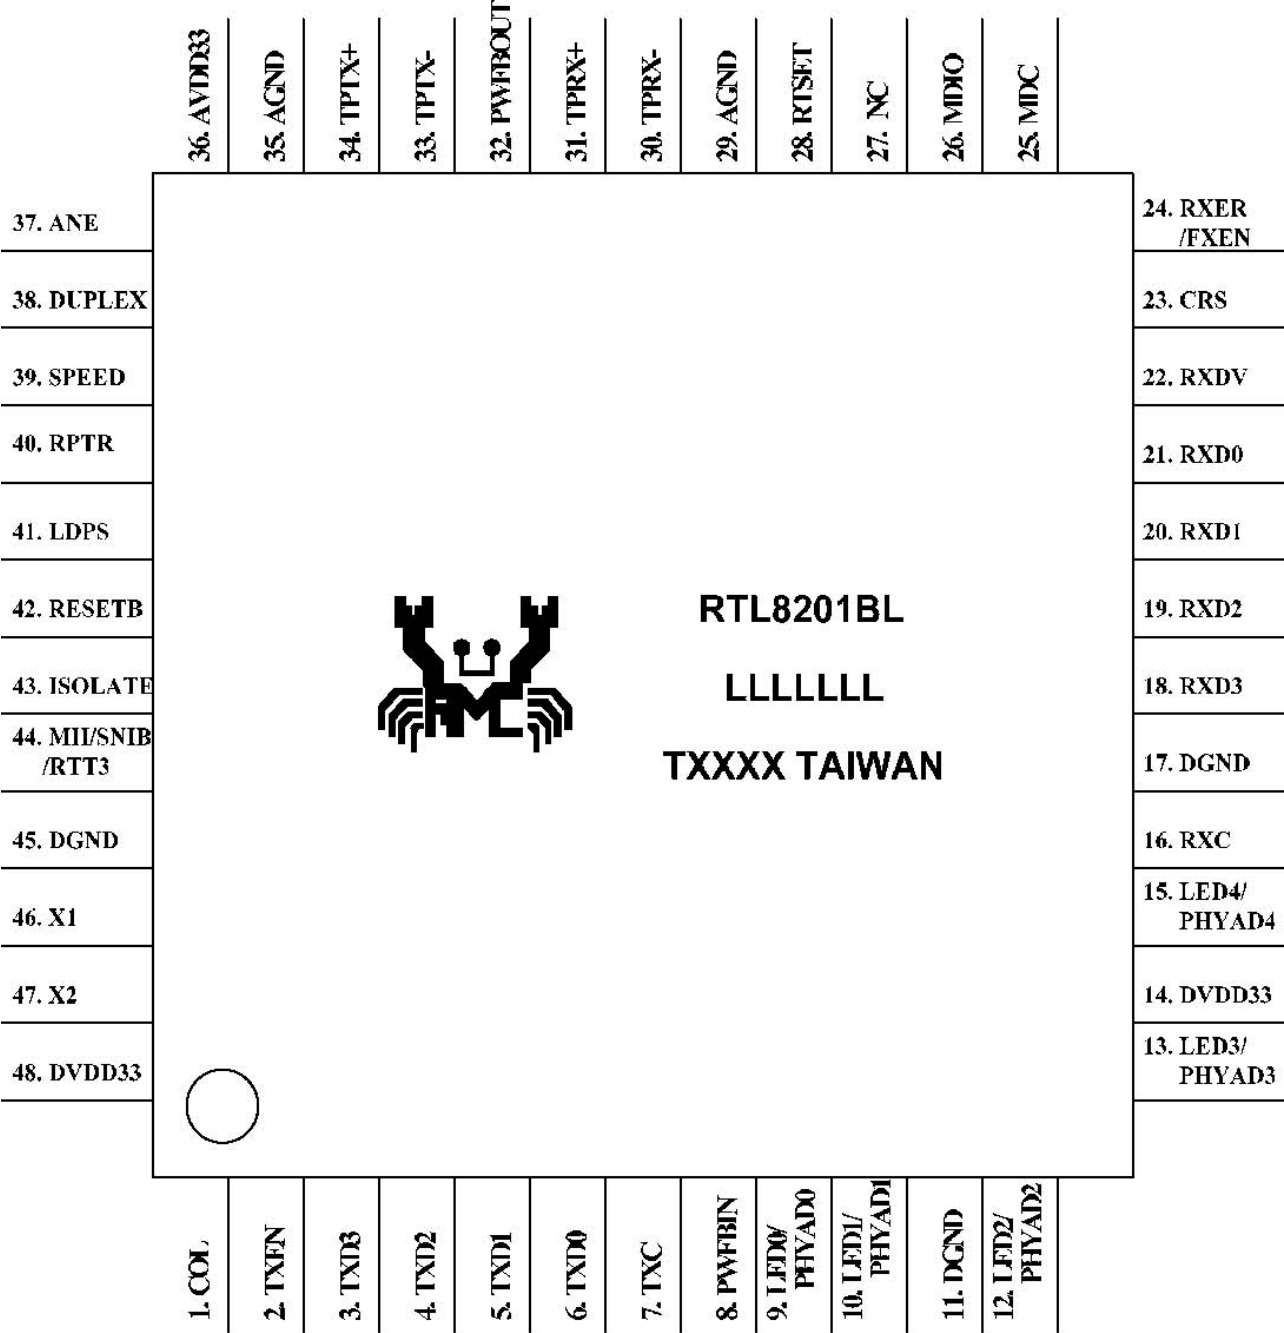 36. AVDD33
35. AGND
34. TPTX+
33. TPTX-
32. PWFBOUT
31. TPRX+
30. TPRX-
29. AGND
28. RTSET
27. NC
26. MDIO
25. MDC
37. ANE
38. DUPLEX
39. SPEED
40. RPTR
41. LDPS
42. RESETB
43. ISOLATE
44. MII/SNIB
/RTT3
45. DGND
46. X1
47. X2
48. DVDD33
RTL8201BL
LLLLLLL
TXXXX TAIWAN
24. RXER
/FXEN
23. CRS
22. RXDV
21. RXD0
20. RXD1
19. RXD2
18. RXD3
17. DGND
16. RXC
15. LED4/
PHYAD4
14. DVDD33
13. LED3/
PHYAD3
1. COL
2. TXEN
3. TXD3
4. TXD2
5. TXD1
6. TXD0
7. TXC
8. PWFBIN
9. LED0/
PHYAD0
10. LED1/
PHYAD1
11. DGND
12. LED2/
PHYAD2